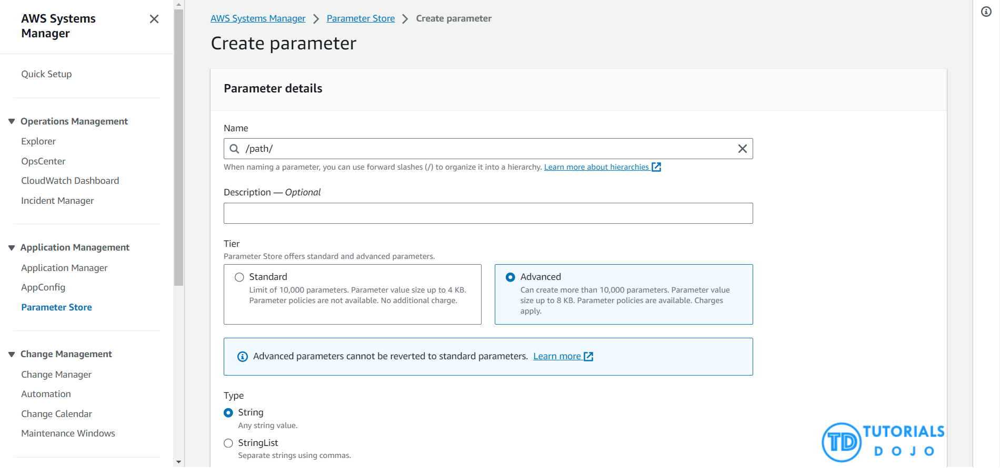 AWS Systems
Manager
Quick Setup
Operations Management
Explorer
OpsCenter
CloudWatch Dashboard
Incident Manager
Application Management
Application Manager
AppConfig
Parameter Store
Change Management
Change Manager
Automation
Change Calendar
Maintenance Windows
AWS Systems Manager > Parameter Store > Create parameter
Create parameter
Parameter details
Name
/path/
When naming a parameter, you can use forward slashes (/) to organize it into a hierarchy. Learn more about hierarchies
Description — Optional
Tier
Parameter Store offers standard and advanced parameters.
Standard
Limit of 10,000 parameters. Parameter value size up to 4 KB.
Parameter policies are not available. No additional charge.
Advanced
Can create more than 10,000 parameters. Parameter value
size up to 8 KB. Parameter policies are available. Charges
apply.
Advanced parameters cannot be reverted to standard parameters. Learn more
Type
String
Any string value.
StringList
Separate strings using commas.
TD
TUTORIALS
DOJO